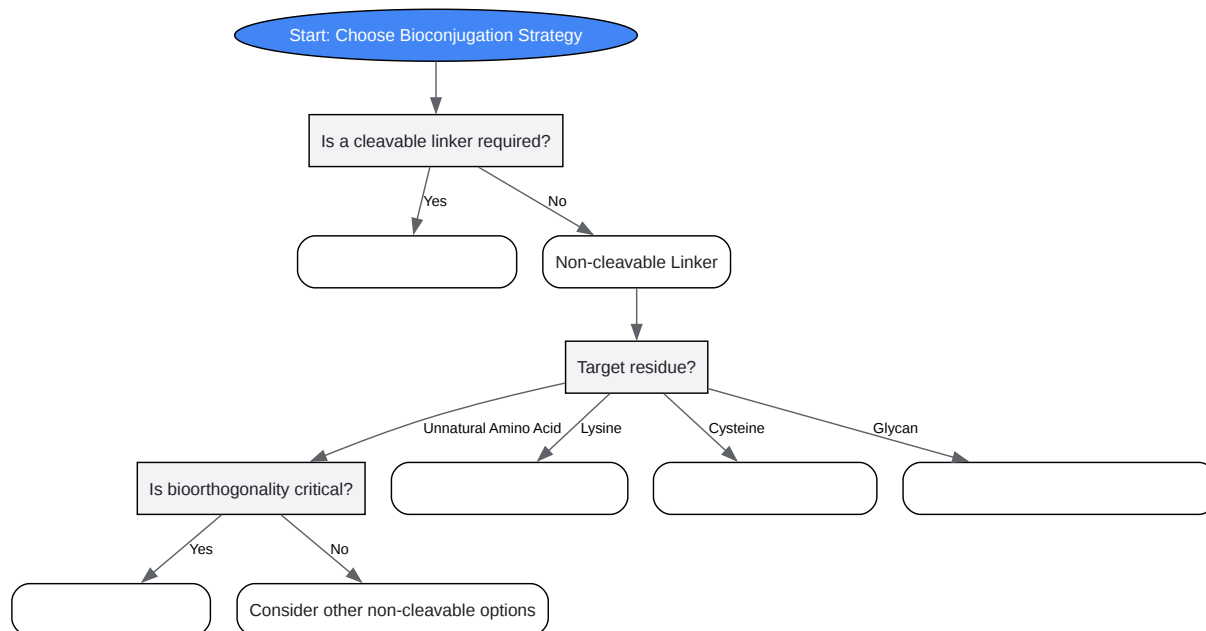 Start: Choose Bioconjugation Strategy
Is a cleavable linker required?
Yes
No
Non-cleavable Linker
Target residue?
Unnatural Amino Acid
Lysine
Cysteine
Glycan
Is bioorthogonality critical?
Yes
No
Consider other non-cleavable options